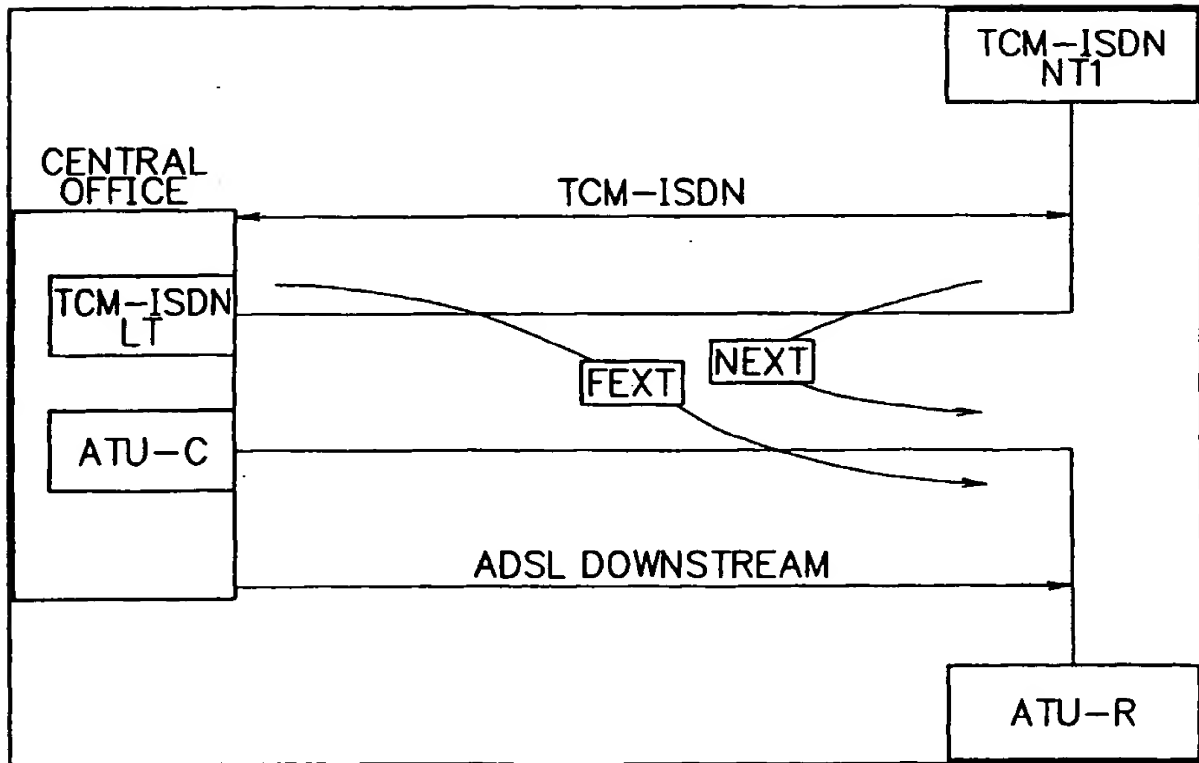 TCM-ISDN
NT1
CENTRAL
OFFICE
TCM-ISDN
TCM-ISDN
LT
NEXT
FEXT
ATU-C
ADSL DOWNSTREAM
ATU-R